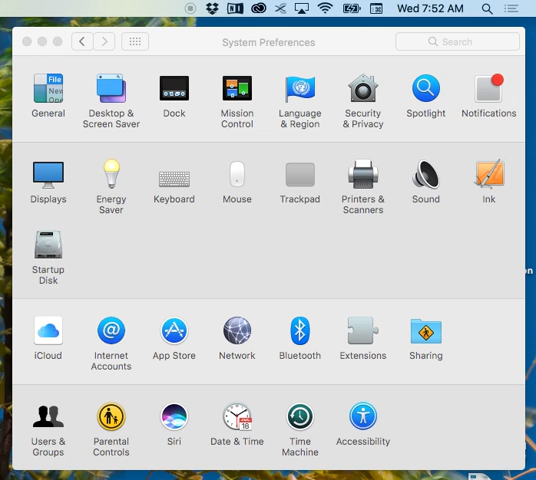 Wed 7:52 AM
System Preferences
Search
File
New
General
Desktop &
Screen Saver
Dock
Mission
Control
Language
& Region
Security
& Privacy
Spotlight
Notifications
Displays
Energy
Saver
Keyboard
Mouse
Trackpad
Printers &
Scanners
Sound
Ink
Startup
Disk
iCloud
Internet
Accounts
App Store
Network
Bluetooth
Extensions
Sharing
Users &
Groups
Parental
Controls
Siri
Date & Time
Time
Machine
Accessibility